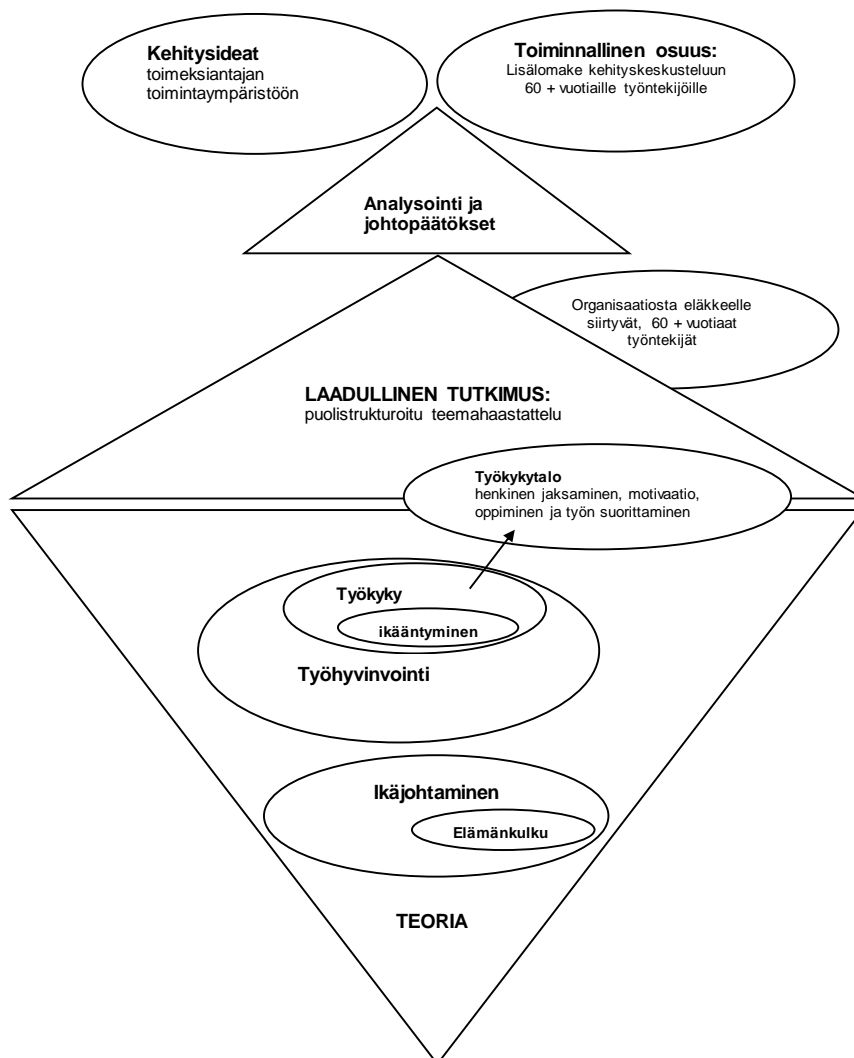 Kehitysideat
toimeksiantajan
toimintaympäristöön
Toiminnallinen osuus:
Lisälomake kehityskeskusteluun
60 + vuotiaille työntekijöille
Analysointi ja
johtopäätökset
Organisaatiosta eläkkeelle
siirtyvät, 60 + vuotiaat
työntekijät
LAADULLINEN TUTKIMUS:
puolistrukturoitu teemahaastattelu
Työkykytalo
henkinen jaksaminen, motivaatio,
oppiminen ja työn suorittaminen
Työkyky
ikääntyminen
Työhyvinvointi
Ikäjohtaminen
Elämänkulku
TEORIA